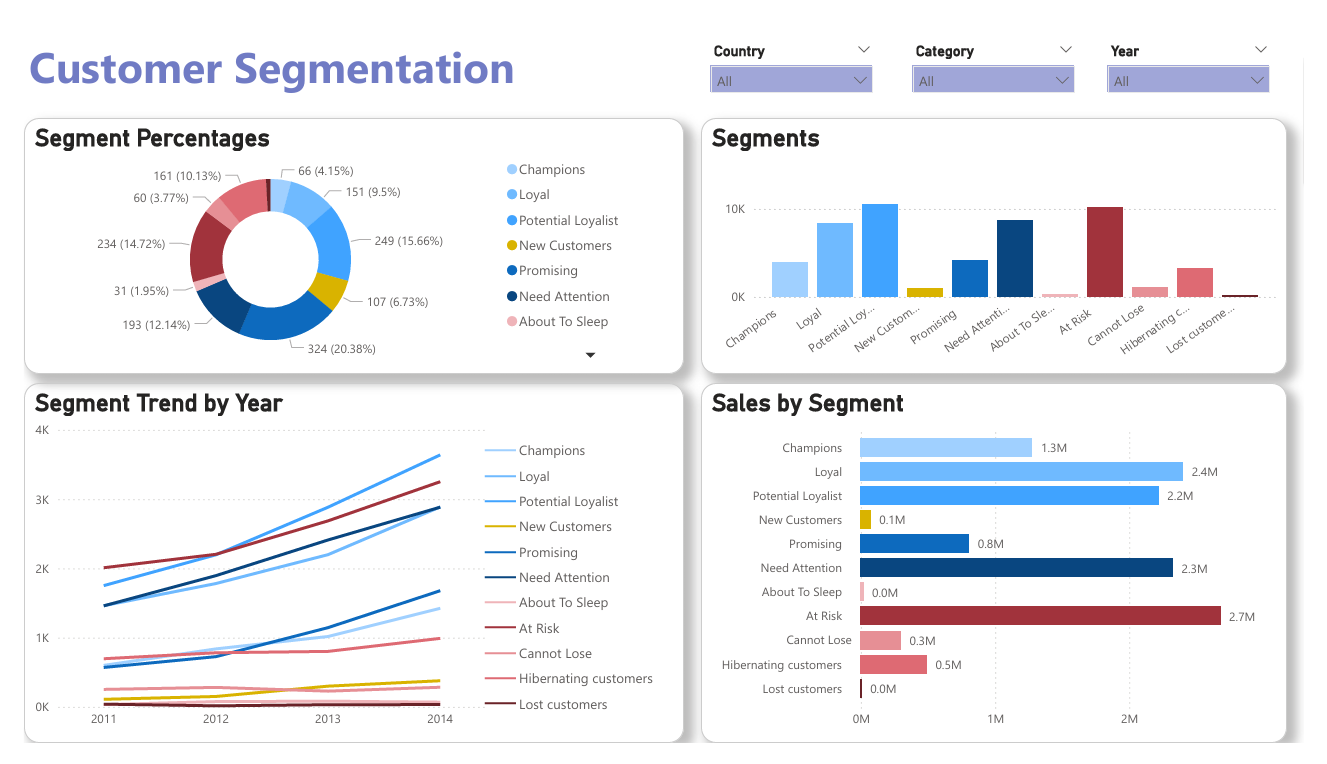 Customer Segmentation
Country
Category
Year
All
All
All
Segment Percentages
66 (4.15%)
151 (9.5%)
249 (15.66%)
107 (6.73%)
324 (20.38%)
193 (12.14%)
31 (1.95%)
234 (14.72%)
60 (3.77%)
161 (10.13%)
Champions
Loyal
Potential Loyalist
New Customers
Promising
Need Attention
About To Sleep
Segments
10K
0K
Champions
Loyal
Potential Loy...
New Custom...
Promising
Need Attenti...
About To Sle...
At Risk
Cannot Lose
Hibernating c...
Lost custome...
Segment Trend by Year
4K
3K
2K
1K
0K
2011
2012
2013
2014
Champions
Loyal
Potential Loyalist
New Customers
Promising
Need Attention
About To Sleep
At Risk
Cannot Lose
Hibernating customers
Lost customers
Sales by Segment
Champions 1.3M
Loyal 2.4M
Potential Loyalist 2.2M
New Customers 0.1M
Promising 0.8M
Need Attention 2.3M
About To Sleep 0.0M
At Risk 2.7M
Cannot Lose 0.3M
Hibernating customers 0.5M
Lost customers 0.0M
0M 1M 2M